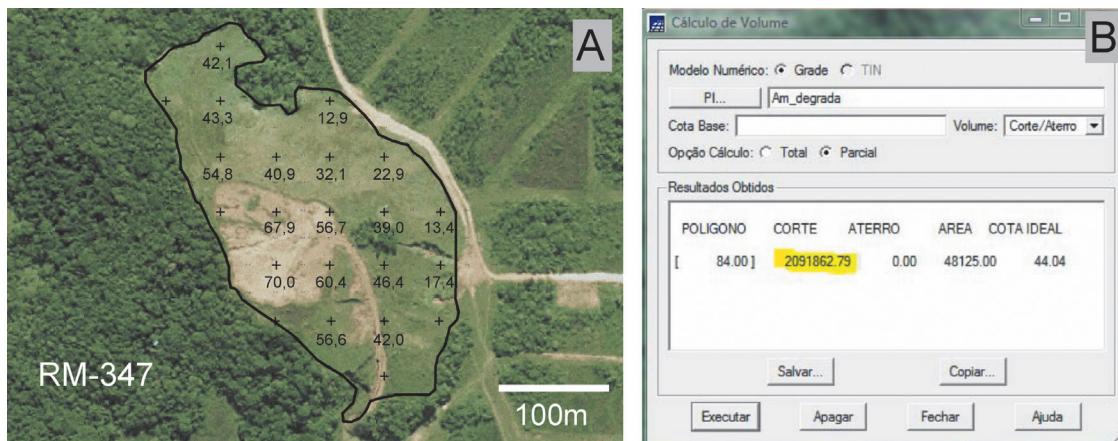 A
42,1
43,3
12,9
54,8 40,9 32,1 22,9
67,9 56,7 39,0 13,4
70,0 60,4 46,4 17,4
56,6 42,0
RM-347
100m
B
Cálculo de Volume
Modelo Numérico: Grade TIN
PI... Am_degrada
Cota Base: Volume: Corte/Aterro
Opção Cálculo: Total Parcial
Resultados Obtidos
POLIGONO CORTE ATERRO AREA COTA IDEAL
[ 84.00 ] 2091862.79 0.00 48125.00 44.04
Salvar... Copiar...
Executar Apagar Fechar Ajuda